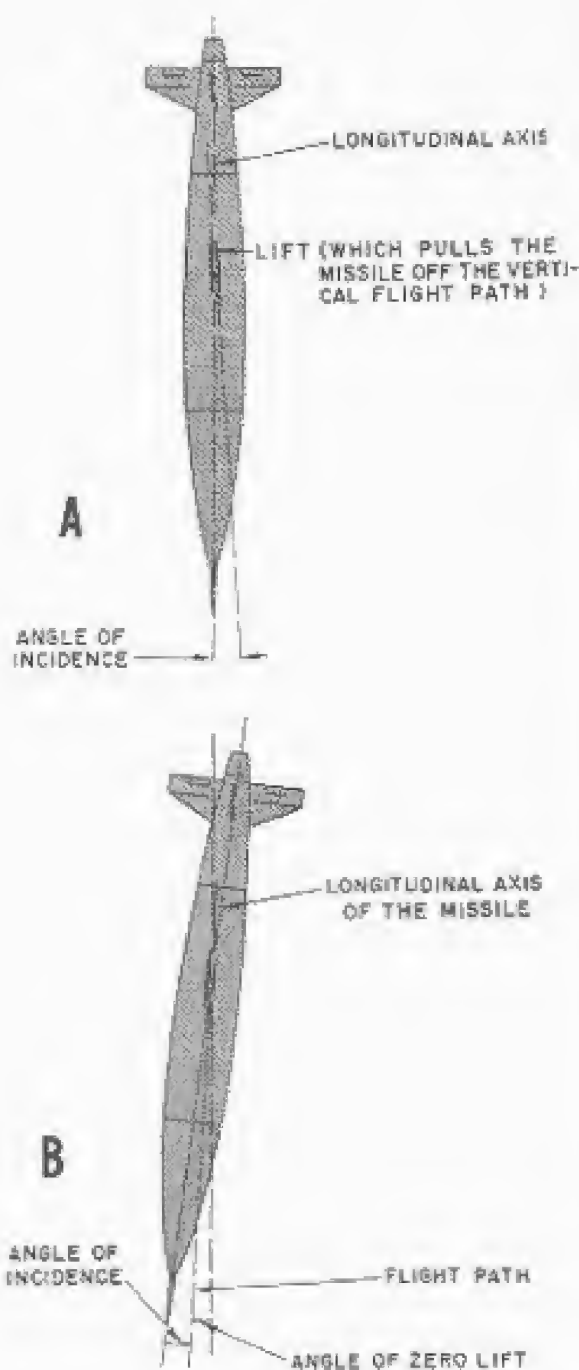 LONGITUDINAL AXIS
LIFT (WHICH PULLS THE
MISSILE OFF THE VERTI-
CAL FLIGHT PATH)
A
ANGLE OF
INCIDENCE
LONGITUDINAL AXIS
OF THE MISSILE
B
ANGLE OF
INCIDENCE
FLIGHT PATH
ANGLE OF ZERO LIFT